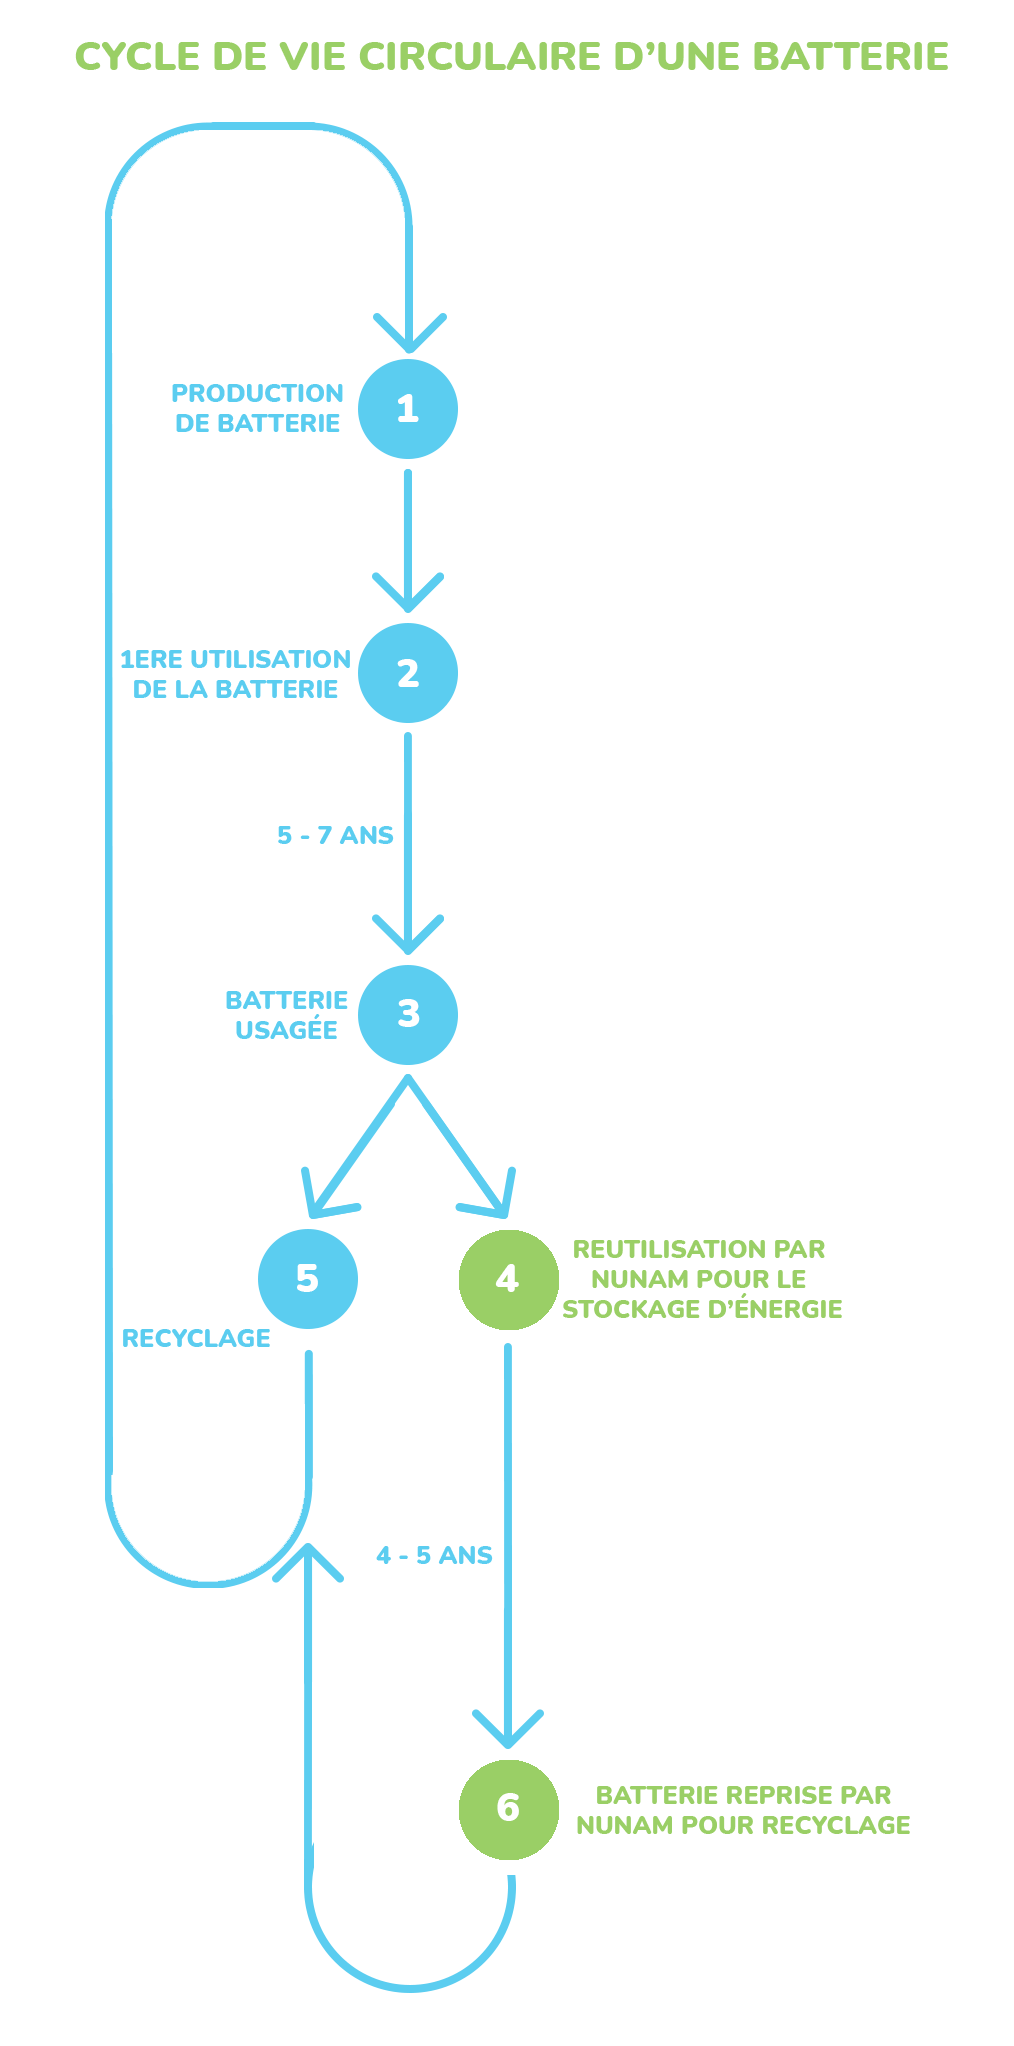 CYCLE DE VIE CIRCULAIRE D’UNE BATTERIE
PRODUCTION
DE BATTERIE
1
1ERE UTILISATION
DE LA BATTERIE
2
5 - 7 ANS
BATTERIE
USAGÉE
3
5
RECYCLAGE
4
REUTILISATION PAR
NUNAM POUR LE
STOCKAGE D’ÉNERGIE
4 - 5 ANS
6
BATTERIE REPRISE PAR
NUNAM POUR RECYCLAGE